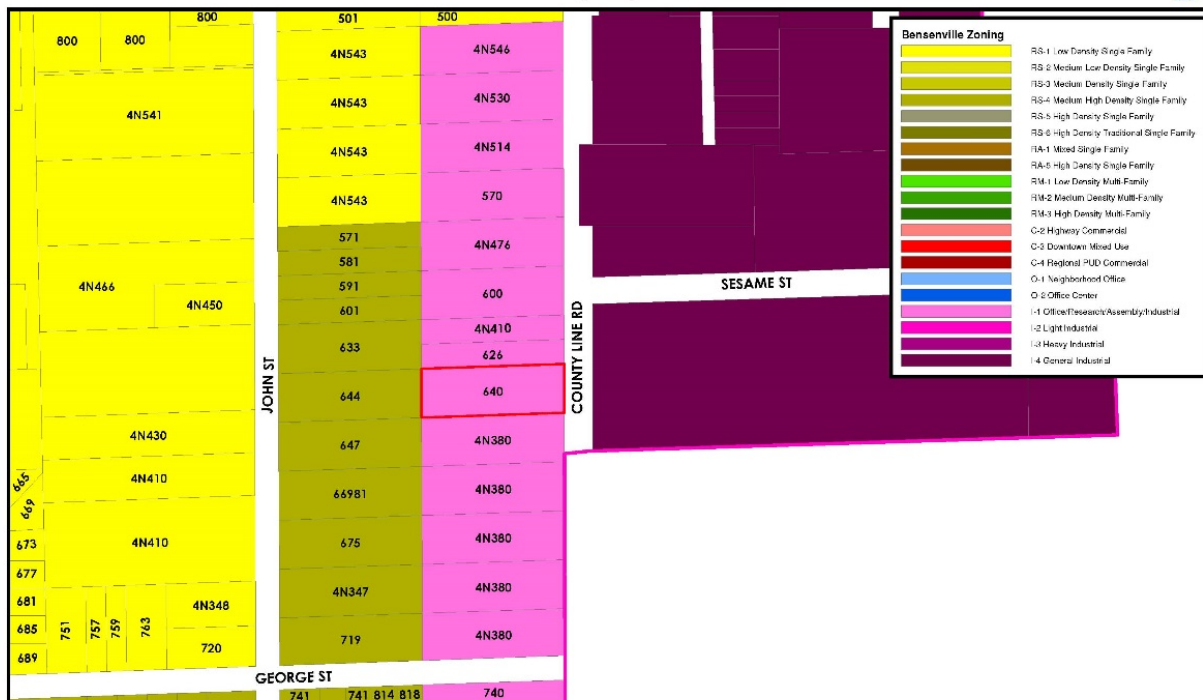 800
800
800
4N541
4N466
4N450
4N430
4N410
4N410
665
669
673
677
681
685
689
751
757
759
763
4N348
720
JOHN ST
501
4N543
4N543
4N543
4N543
571
581
591
601
633
644
647
66981
675
4N347
719
500
4N546
4N530
4N514
570
4N476
600
4N410
626
640
4N380
4N380
4N380
4N380
4N380
COUNTY LINE RD
SESAME ST
GEORGE ST
741
741 814 818
740
Bensenville Zoning
RS-1 Low Density Single Family
RS-2 Medium Low Density Single Family
RS-3 Medium Density Single Family
RS-4 Medium High Density Single Family
RS-5 High Density Single Family
RS-6 High Density Traditional Single Family
RA-1 Mixed Single Family
RA-5 High Density Single Family
RM-1 Low Density Multi-Family
RM-2 Medium Density Multi-Family
RM-3 High Density Multi-Family
C-2 Highway Commercial
C-3 Downtown Mixed Use
C-4 Regional PUD Commercial
O-1 Neighborhood Office
O-2 Office Center
I-1 Office/Research/Assembly/Industrial
I-2 Light Industrial
I-3 Heavy Industrial
I-4 General Industrial